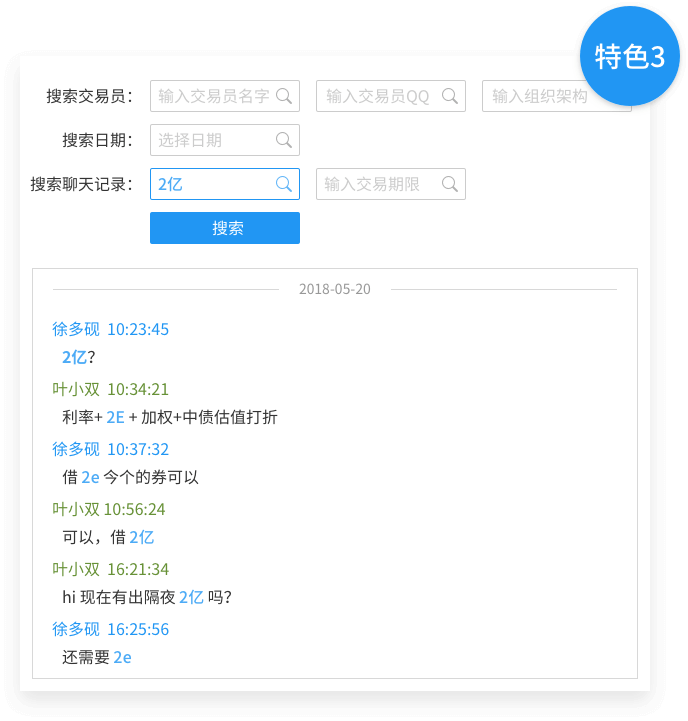 特色3
搜索交易员： 输入交易员名字 输入交易员QQ 输入组织架构
搜索日期： 选择日期
搜索聊天记录： 2亿 输入交易期限
搜索
2018-05-20
徐多砚 10:23:45
2亿?
叶小双 10:34:21
利率+ 2E + 加权+中债估值打折
徐多砚 10:37:32
借 2e 今个的券可以
叶小双 10:56:24
可以，借 2亿
叶小双 16:21:34
hi 现在有出隔夜 2亿 吗?
徐多砚 16:25:56
还需要 2e